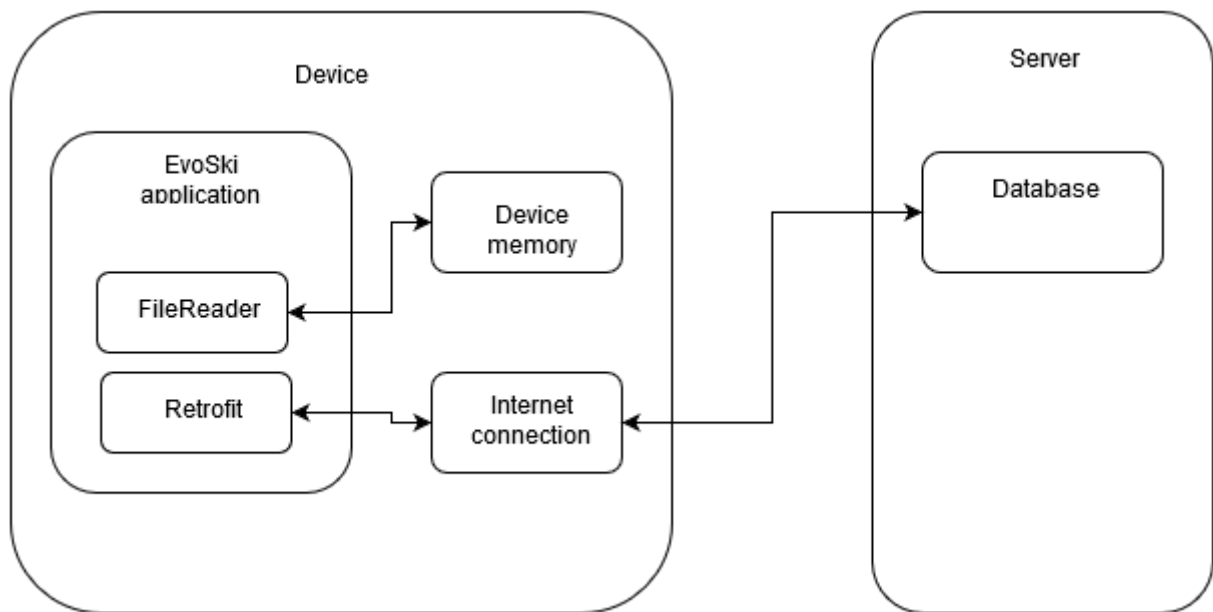 Device
Server
EvoSki
application
Device
memory
Database
FileReader
Retrofit
Internet
connection